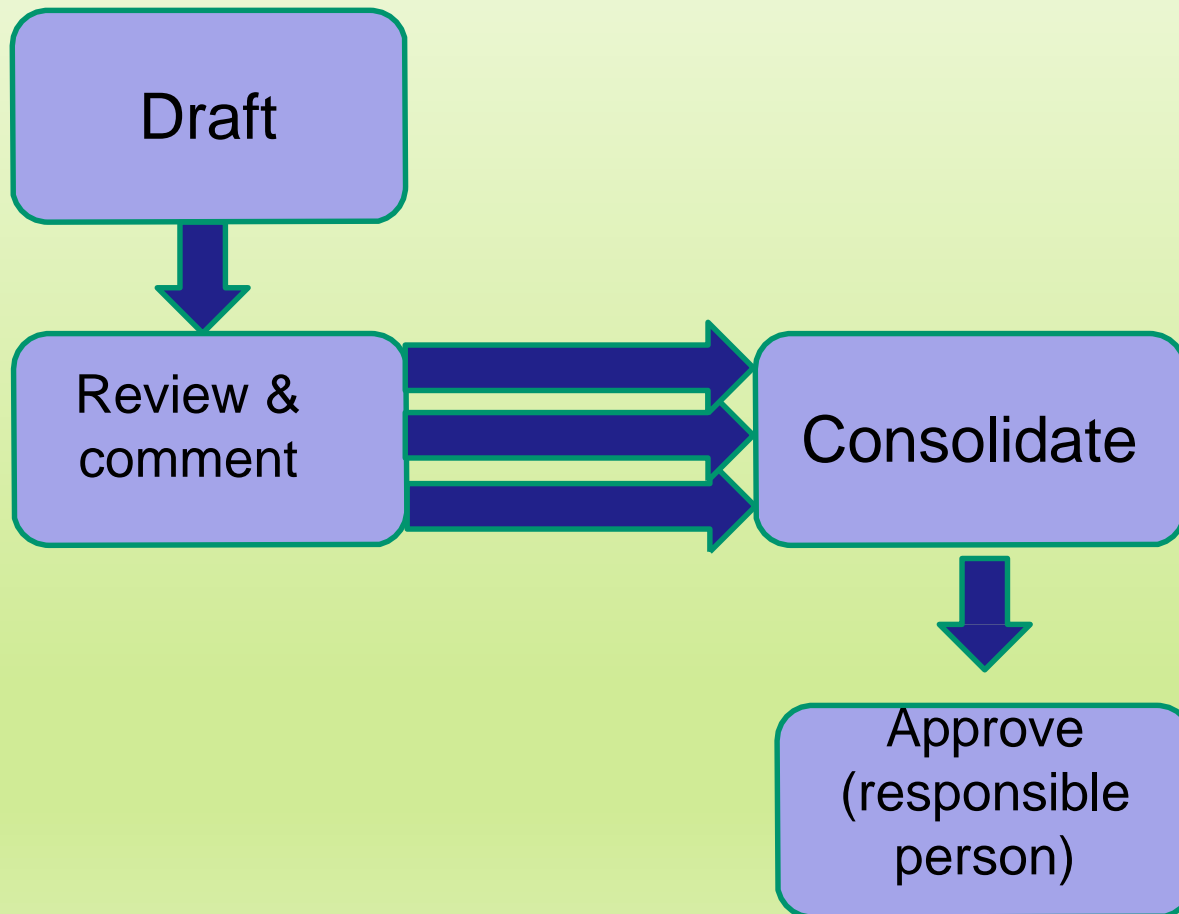 Draft
Review &
comment
Consolidate
Approve
(responsible
person)